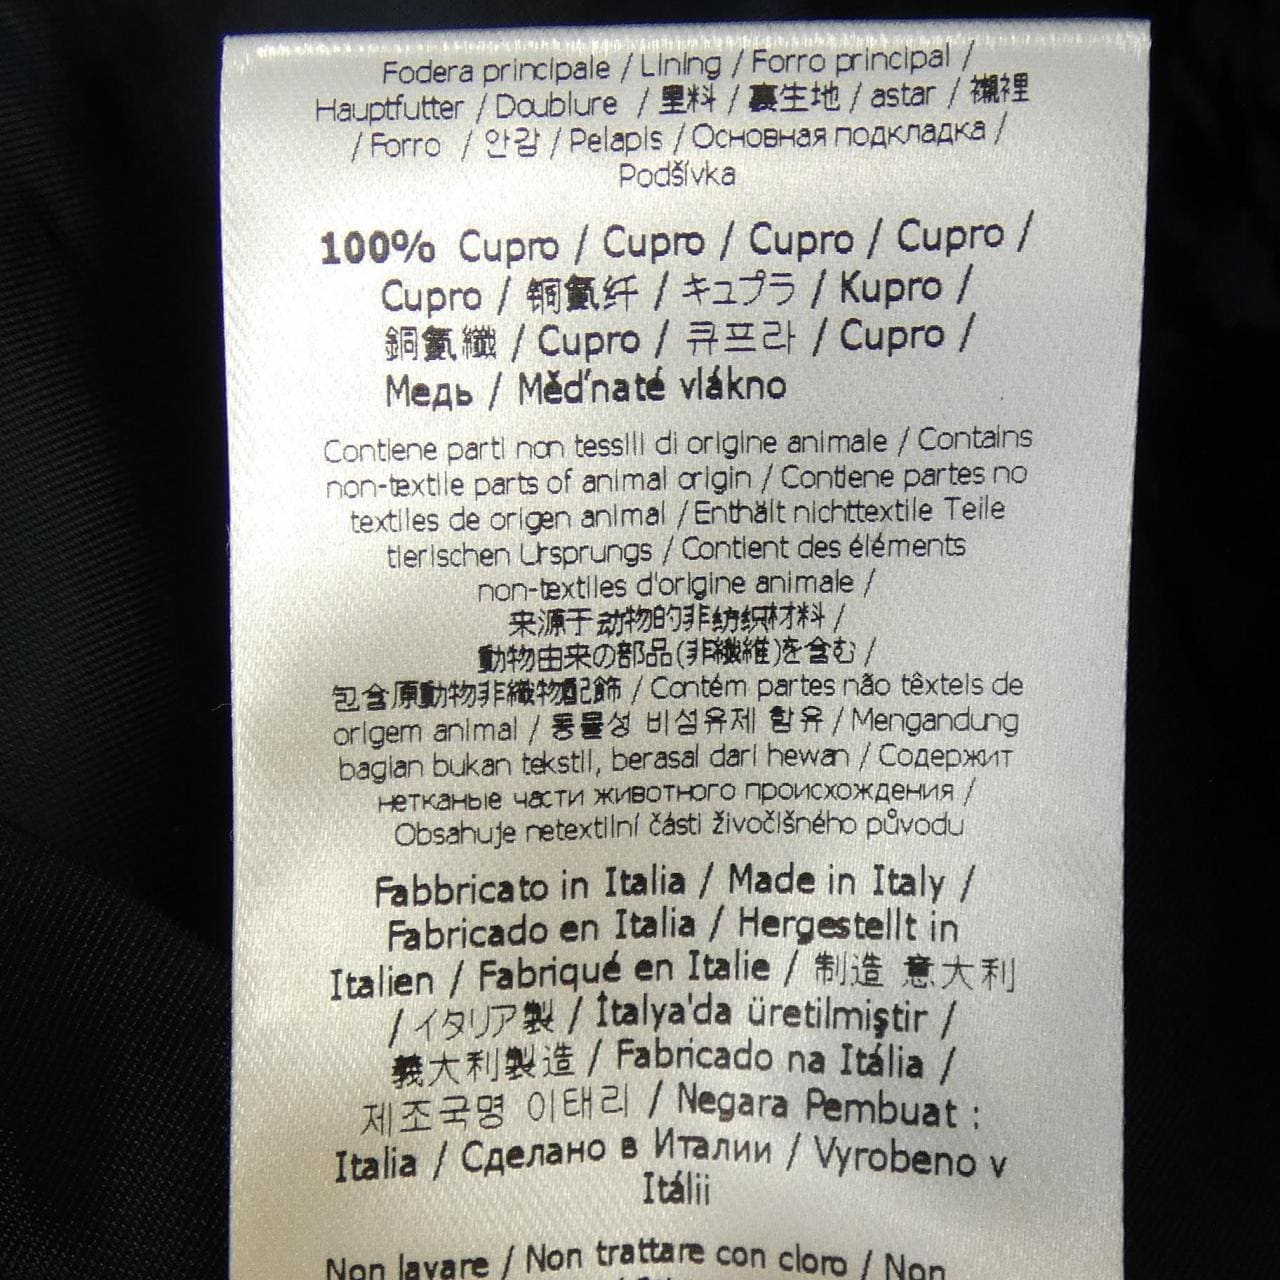 Fodera principale / Lining / Forro principal /
Hauptfutter / Doublure / 里料 / 裏生地 / astar / 襯裡
/ Forro / 안감 / Pelapis / Основная подкладка /
Podšívka
100% Cupro / Cupro / Cupro / Cupro /
Cupro / 铜氨纤 / キュプラ / Kupro /
銅氨纖 / Cupro / 큐프라 / Cupro /
Медь / Měďnaté vlákno
Contiene parti non tessili di origine animale / Contains
non-textile parts of animal origin / Contiene partes no
textiles de origen animal / Enthält nichttextile Teile
tierischen Ursprungs / Contient des éléments
non-textiles d'origine animale /
来源于动物的非纺织材料 /
動物由来の部品(非繊維)を含む /
包含原動物非織物配飾 / Contém partes não têxteis de
origem animal / 동물성 비섬유제 함유 / Mengandung
bagian bukan tekstil, berasal dari hewan / Содержит
нетканые части животного происхождения /
Obsahuje netextilní části živočišného původu
Fabbricato in Italia / Made in Italy /
Fabricado en Italia / Hergestellt in
Italien / Fabriqué en Italie / 制造 意大利
/ イタリア製 / İtalya'da üretilmiştir /
義大利製造 / Fabricado na Itália /
제조국명 이태리 / Negara Pembuat :
Italia / Сделано в Италии / Vyrobeno v
Itálii
Non lavare / Non trattare con cloro / Non